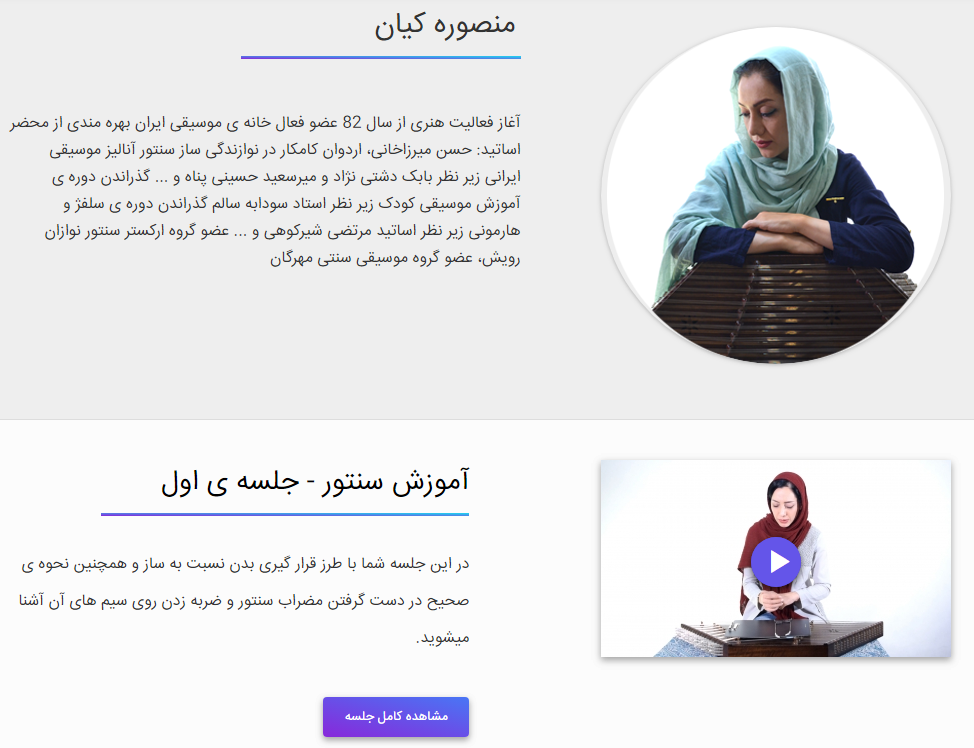 منصوره کیان
آغاز فعالیت هنری از سال 82 عضو فعال خانه ی موسیقی ایران بهره مندی از محضر
اساتید: حسن میرزاخانی، اردوان کامکار در نوازندگی ساز سنتور آنالیز موسیقی
ایرانی زیر نظر بابک دشتی نژاد و میرسعید حسینی پناه و ... گذراندن دوره ی
آموزش موسیقی کودک زیر نظر استاد سودابه سالم گذراندن دوره ی سلفژ و
هارمونی زیر نظر اساتید مرتضی شیرکوهی و ... عضو گروه ارکستر سنتور نوازان
رویش، عضو گروه موسیقی سنتی مهرگان
آموزش سنتور - جلسه ی اول
در این جلسه شما با طرز قرار گیری بدن نسبت به ساز و همچنین نحوه ی
صحیح در دست گرفتن مضراب سنتور و ضربه زدن روی سیم های آن آشنا
میشوید.
مشاهده کامل جلسه